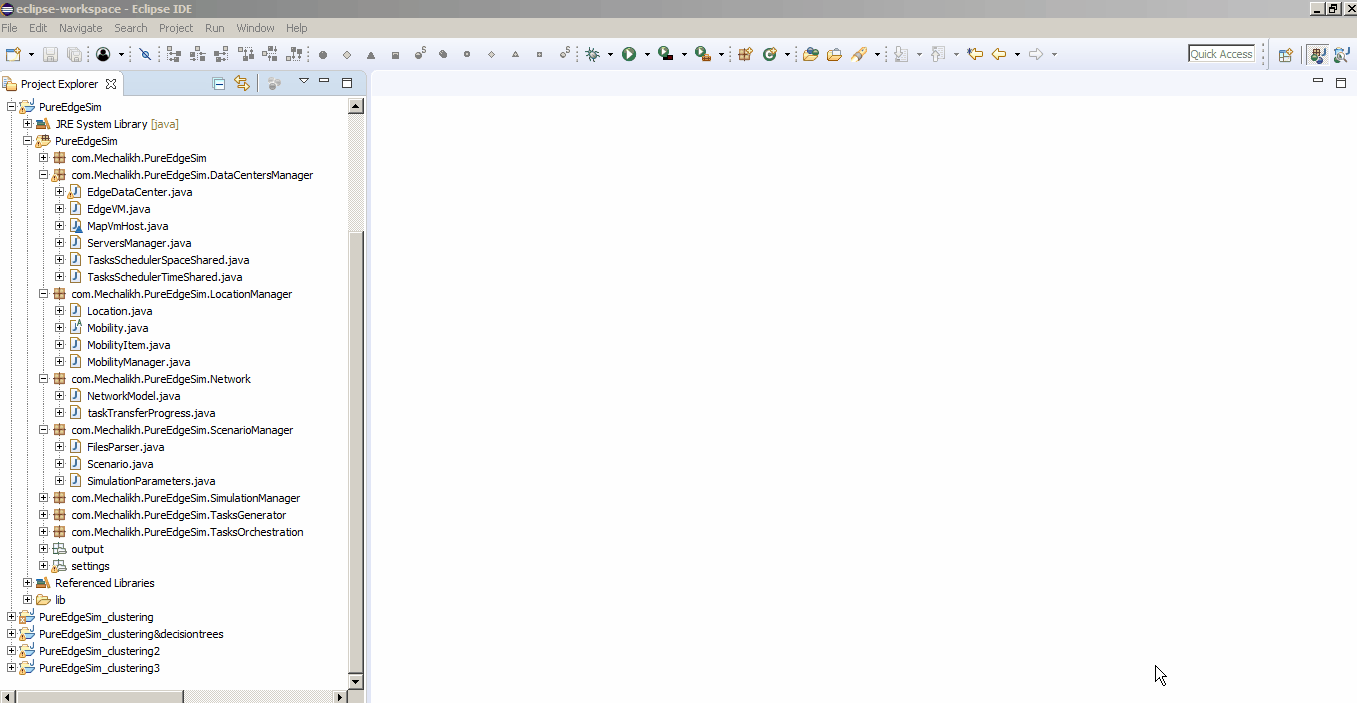 eclipse-workspace - Eclipse IDE
File Edit Navigate Search Project Run Window Help
Quick Access
Project Explorer
PureEdgeSim
JRE System Library [java]
PureEdgeSim
com.Mechalikh.PureEdgeSim
com.Mechalikh.PureEdgeSim.DataCentersManager
EdgeDataCenter.java
EdgeVM.java
MapVmHost.java
ServersManager.java
TasksSchedulerSpaceShared.java
TasksSchedulerTimeShared.java
com.Mechalikh.PureEdgeSim.LocationManager
Location.java
Mobility.java
MobilityItem.java
MobilityManager.java
com.Mechalikh.PureEdgeSim.Network
NetworkModel.java
taskTransferProgress.java
com.Mechalikh.PureEdgeSim.ScenarioManager
FilesParser.java
Scenario.java
SimulationParameters.java
com.Mechalikh.PureEdgeSim.SimulationManager
com.Mechalikh.PureEdgeSim.TasksGenerator
com.Mechalikh.PureEdgeSim.TasksOrchestration
output
settings
Referenced Libraries
lib
PureEdgeSim_clustering
PureEdgeSim_clustering&decisiontrees
PureEdgeSim_clustering2
PureEdgeSim_clustering3